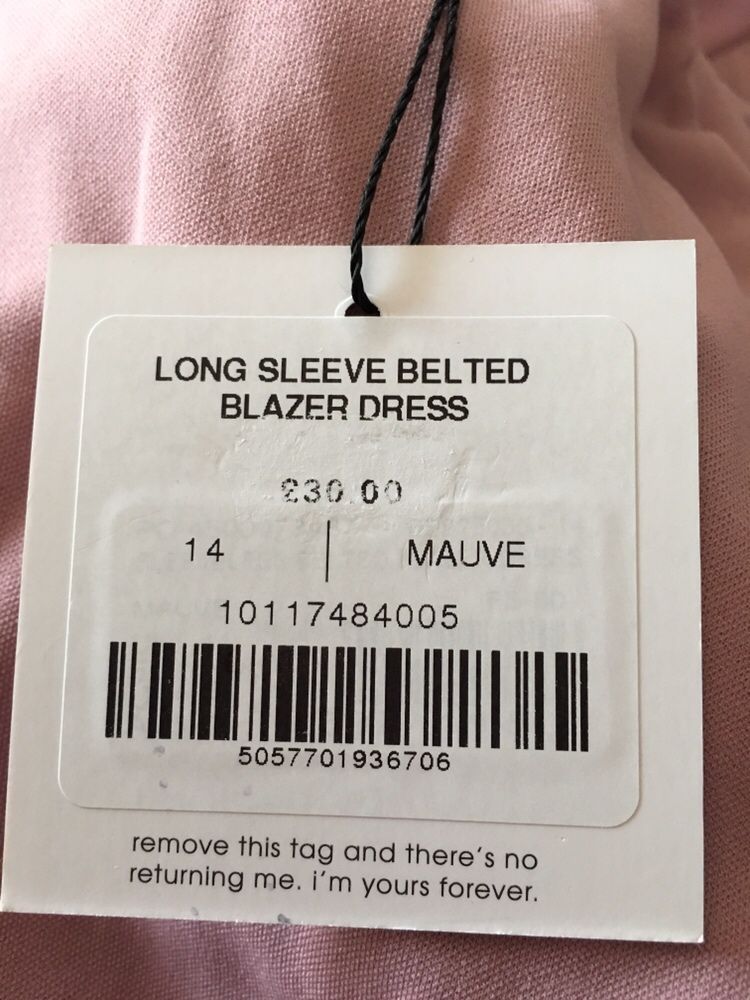 LONG SLEEVE BELTED
BLAZER DRESS
£30.00
14 | MAUVE
10117484005
5057701936706
remove this tag and there's no
returning me. i'm yours forever.